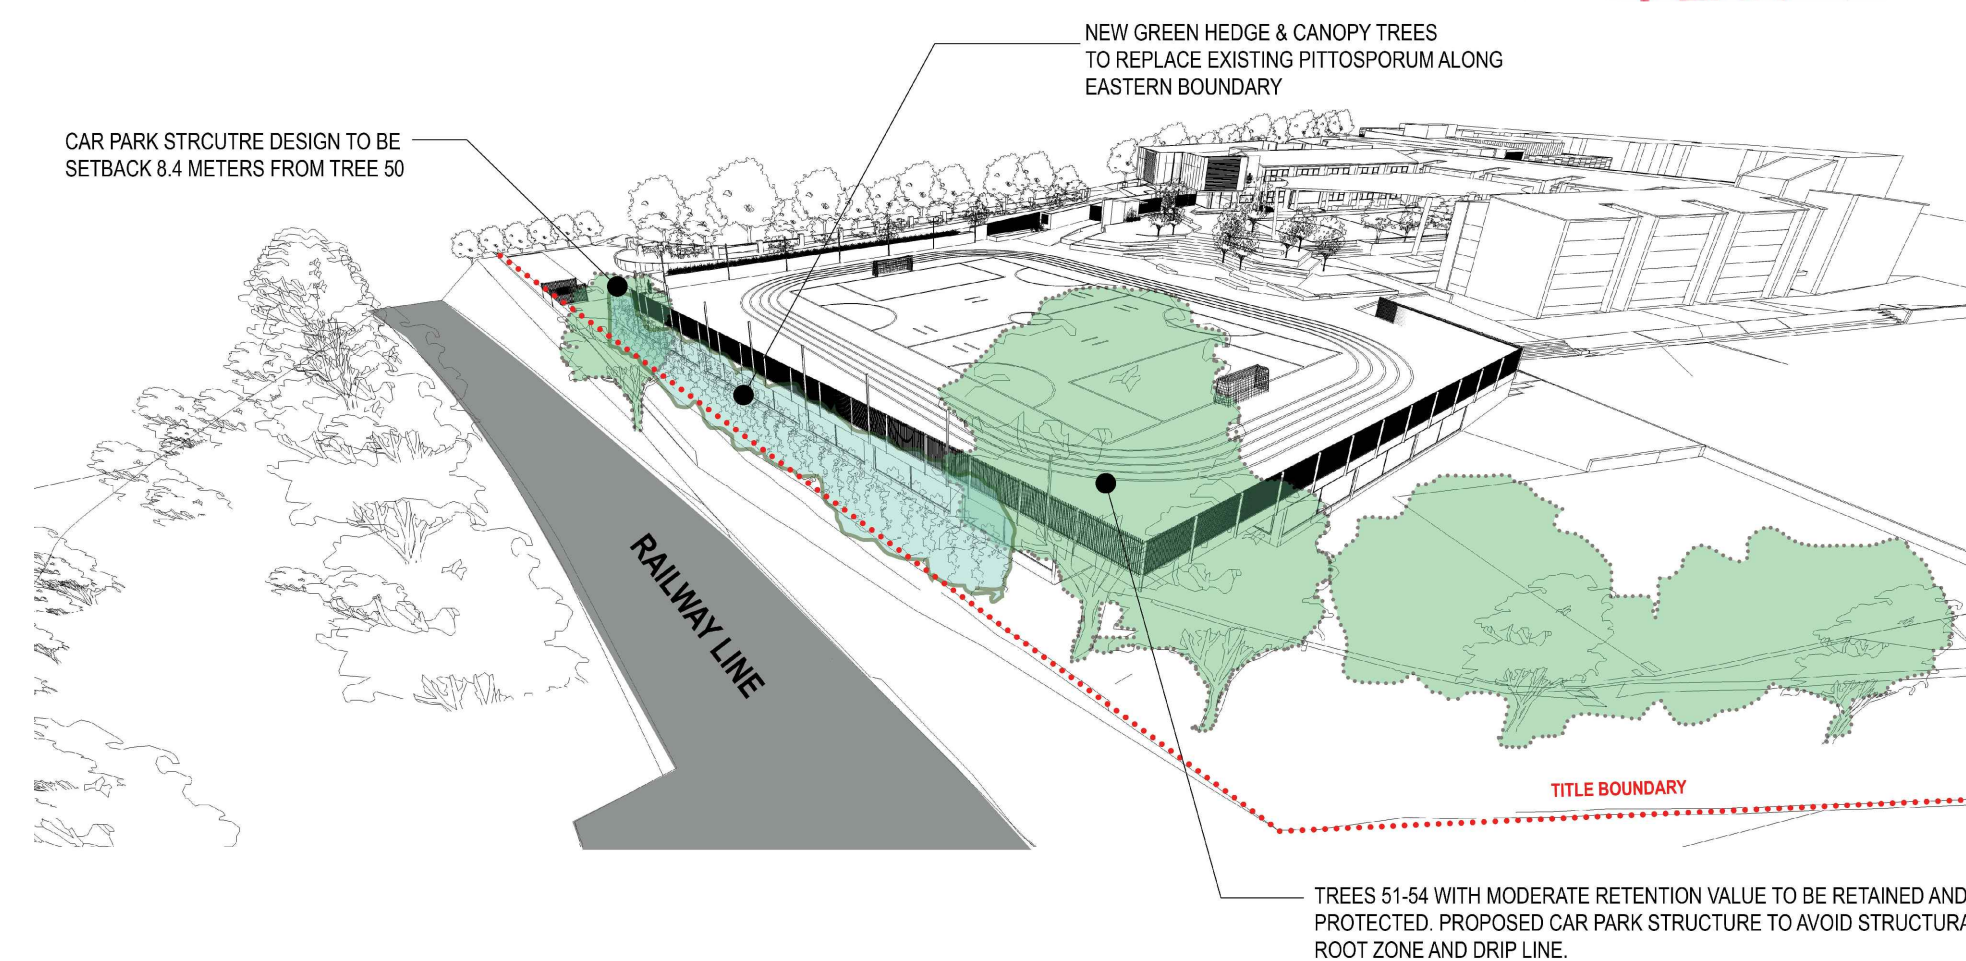 NEW GREEN HEDGE & CANOPY TREES
TO REPLACE EXISTING PITTOSPORUM ALONG
EASTERN BOUNDARY
CAR PARK STRCUTRE DESIGN TO BE
SETBACK 8.4 METERS FROM TREE 50
RAILWAY LINE
TITLE BOUNDARY
TREES 51-54 WITH MODERATE RETENTION VALUE TO BE RETAINED AND
PROTECTED. PROPOSED CAR PARK STRUCTURE TO AVOID STRUCTURA
ROOT ZONE AND DRIP LINE.